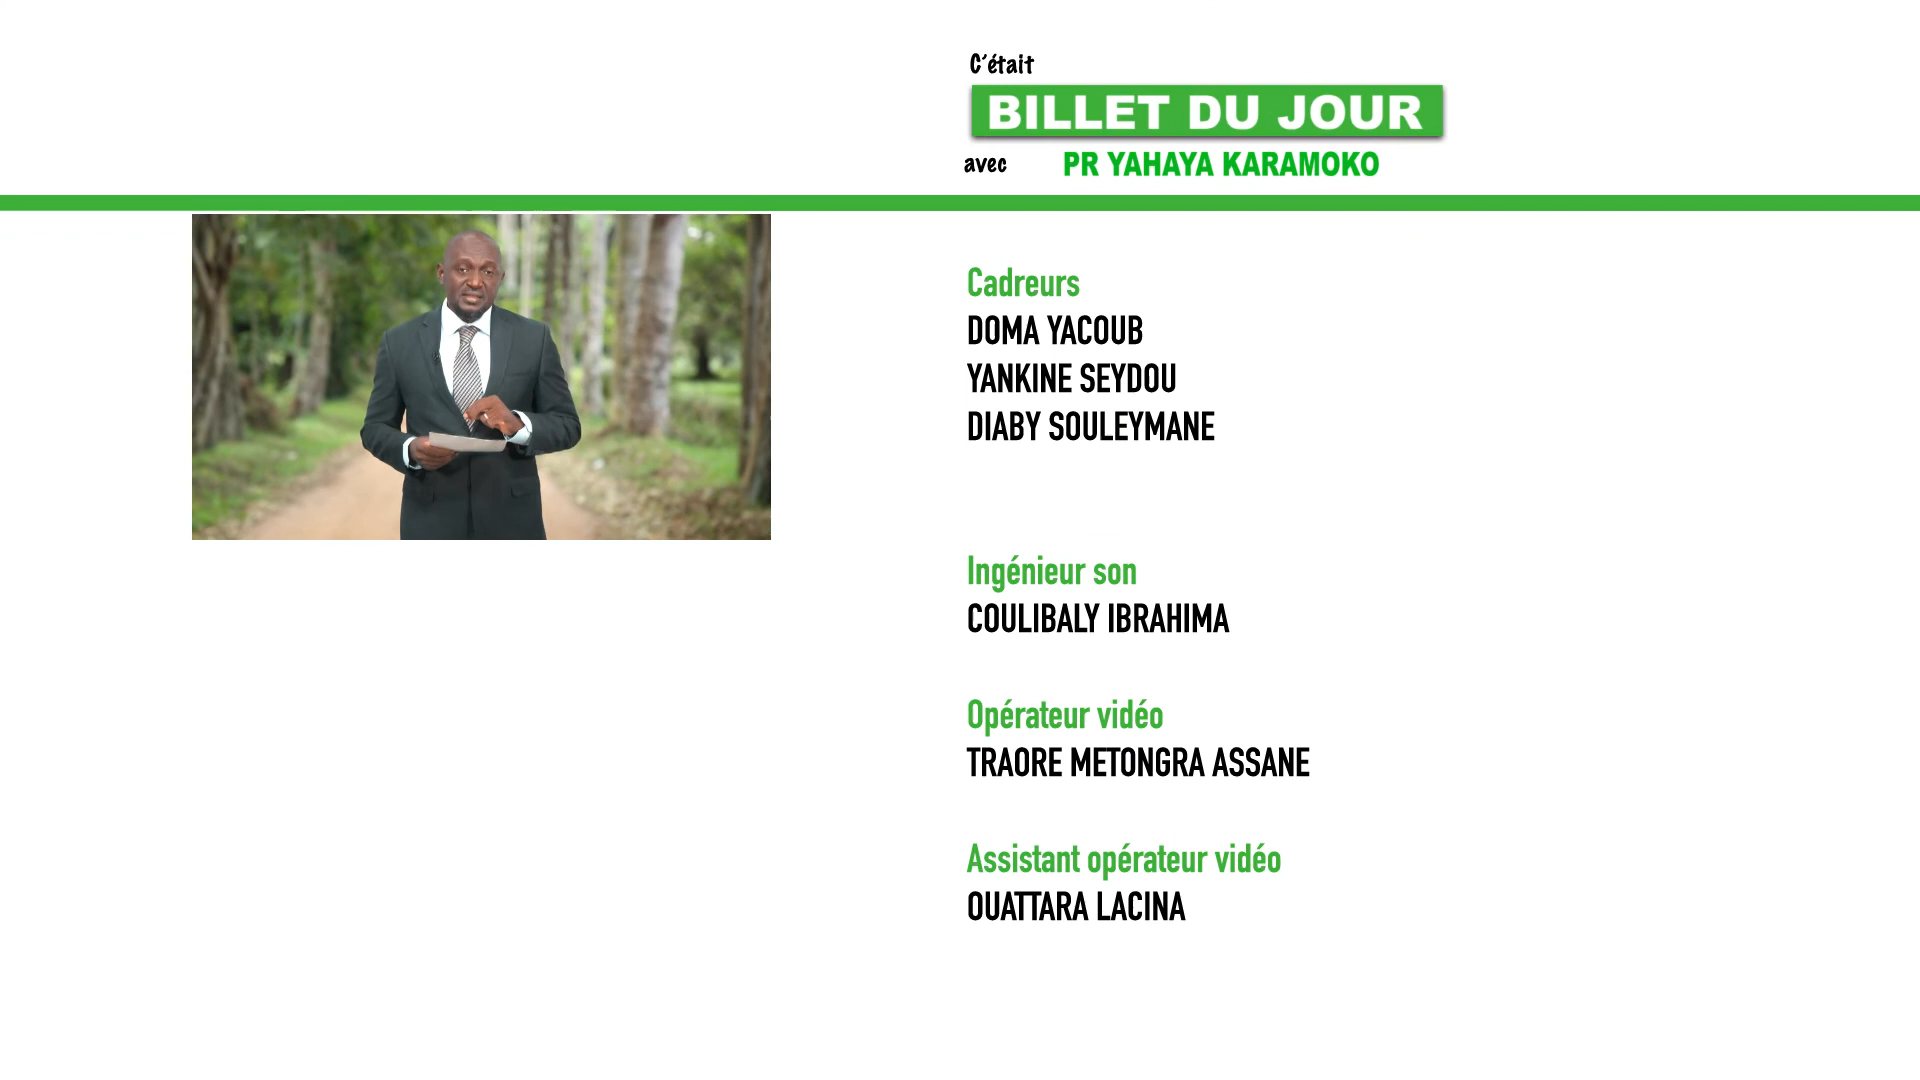 C'était
BILLET DU JOUR
avec PR YAHAYA KARAMOKO
Cadreurs
DOMA YACOUB
YANKINE SEYDOU
DIABY SOULEYMANE
Ingénieur son
COULIBALY IBRAHIMA
Opérateur vidéo
TRAORE METONGRA ASSANE
Assistant opérateur vidéo
OUATTARA LACINA